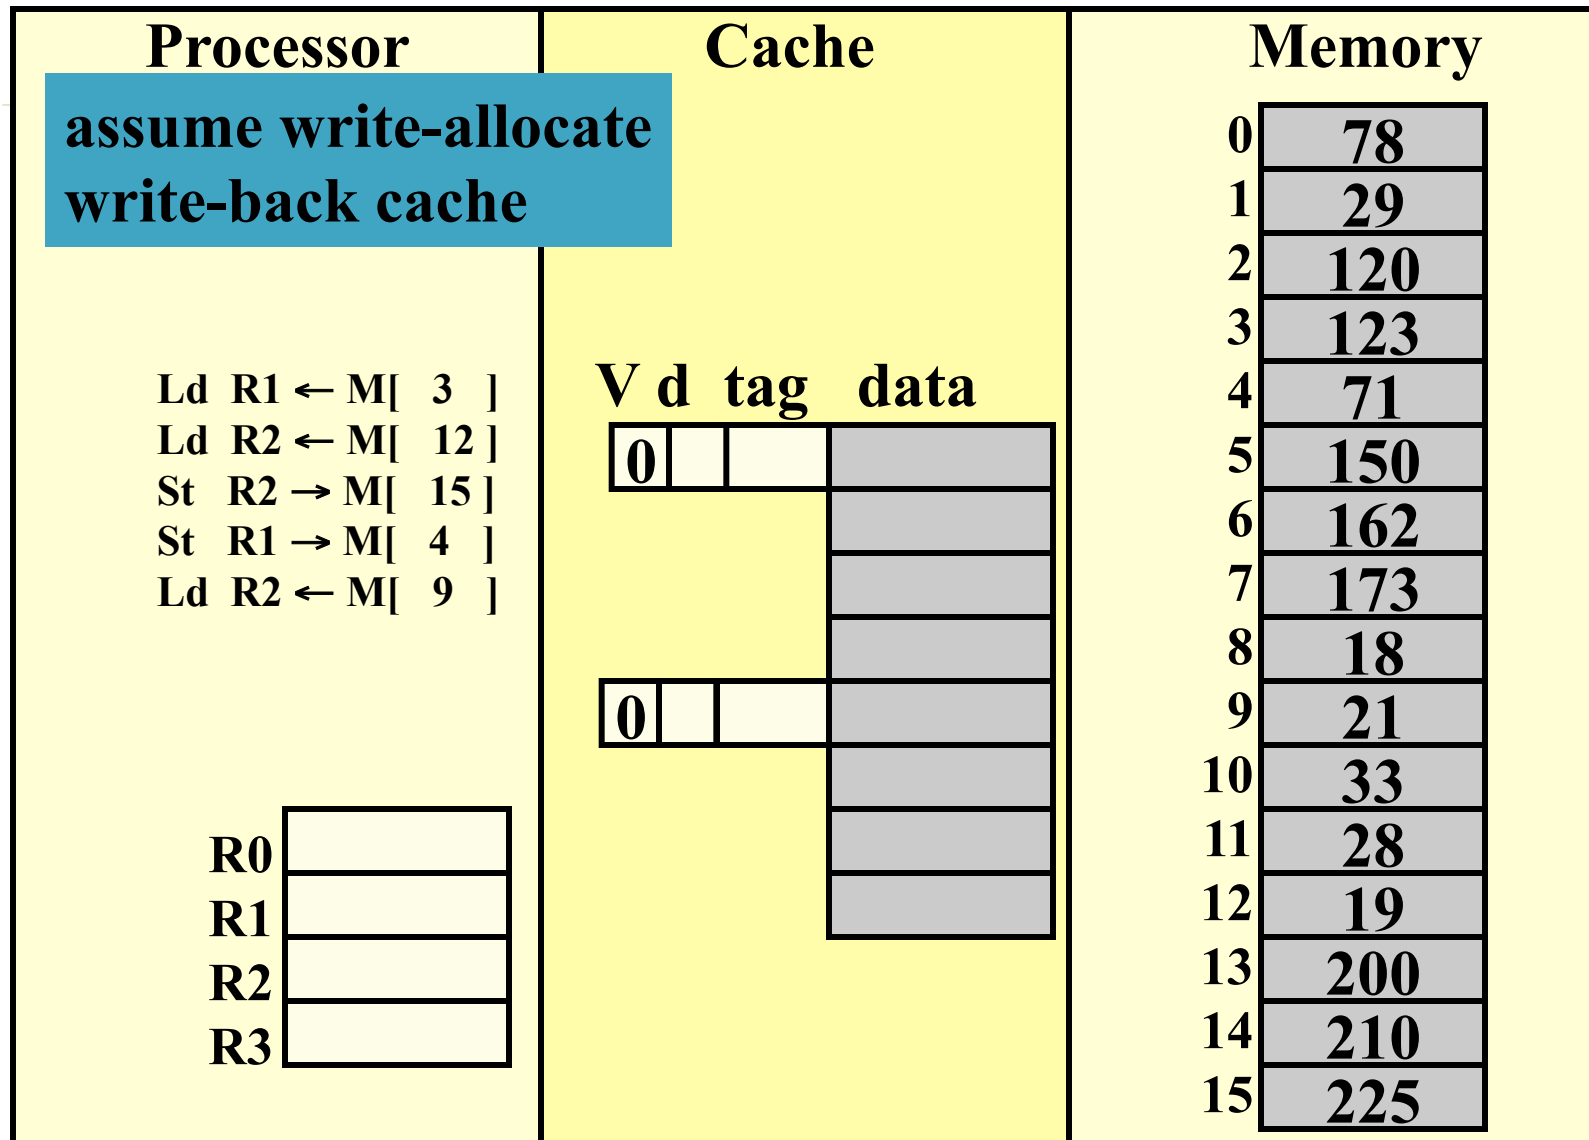 Processor
assume write-allocate
write-back cache
Ld R1 ← M[ 3 ]
Ld R2 ← M[ 12 ]
St R2 → M[ 15 ]
St R1 → M[ 4 ]
Ld R2 ← M[ 9 ]
R0
R1
R2
R3
Cache
V d tag data
0
0
Memory
0 78
1 29
2 120
3 123
4 71
5 150
6 162
7 173
8 18
9 21
10 33
11 28
12 19
13 200
14 210
15 225